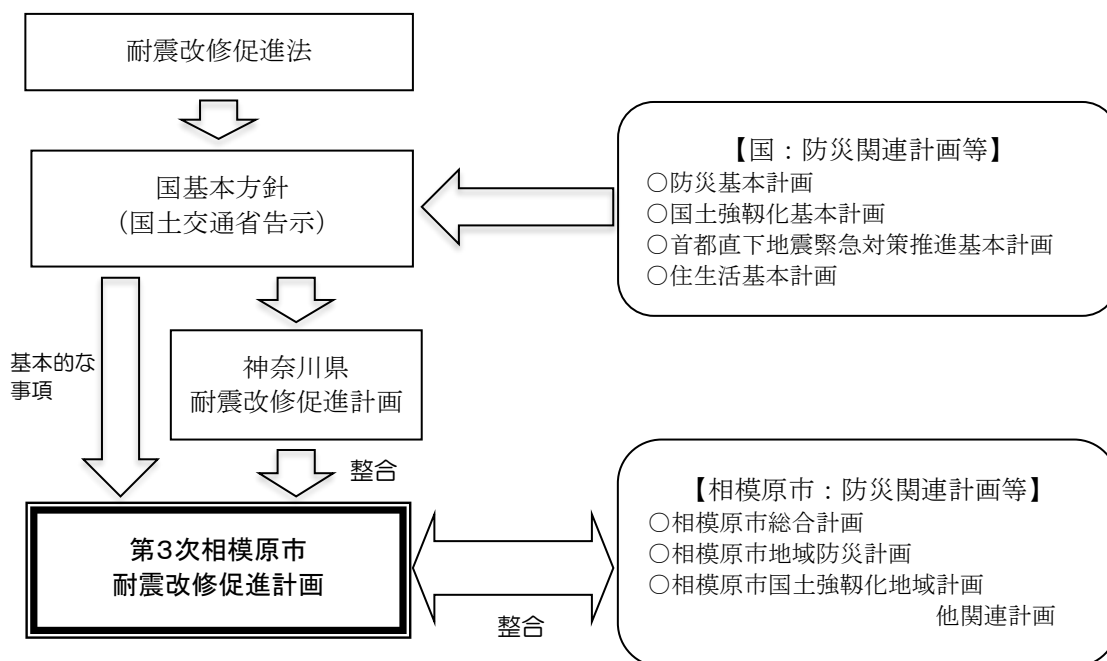 耐震改修促進法
国基本方針
（国土交通省告示）
【国：防災関連計画等】
○防災基本計画
○国土強靱化基本計画
○首都直下地震緊急対策推進基本計画
○住生活基本計画
基本的な
事項
神奈川県
耐震改修促進計画
整合
第３次相模原市
耐震改修促進計画
整合
【相模原市：防災関連計画等】
○相模原市総合計画
○相模原市地域防災計画
○相模原市国土強靱化地域計画
他関連計画